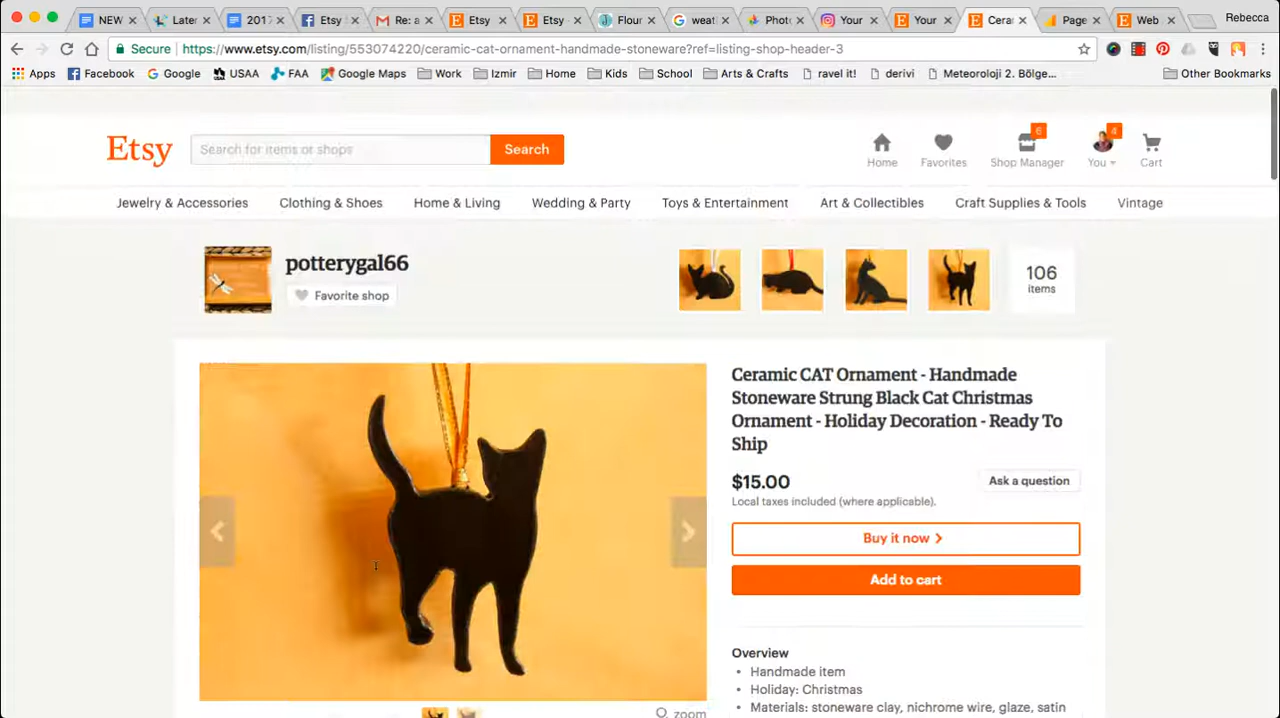 NEW
Later
2017
Etsy
Re: a
Etsy
Etsy
Flour
weat
Phot
Your
Your
Cera
Page
Web
Rebecca
Secure https://www.etsy.com/listing/553074220/ceramic-cat-ornament-handmade-stoneware?ref=listing-shop-header-3
Apps Facebook Google USAA FAA Google Maps Work Izmir Home Kids School Arts & Crafts ravel it! derivi Meteoroloji 2. Bölge... Other Bookmarks
Etsy
Search for items or shops
Search
6
4
Home Favorites Shop Manager You Cart
Jewelry & Accessories Clothing & Shoes Home & Living Wedding & Party Toys & Entertainment Art & Collectibles Craft Supplies & Tools Vintage
potterygal66
Favorite shop
106
items
Ceramic CAT Ornament - Handmade
Stoneware Strung Black Cat Christmas
Ornament - Holiday Decoration - Ready To
Ship
$15.00
Ask a question
Local taxes included (where applicable).
Buy it now
Add to cart
Overview
• Handmade item
• Holiday: Christmas
• Materials: stoneware clay, nichrome wire, glaze, satin
zoom